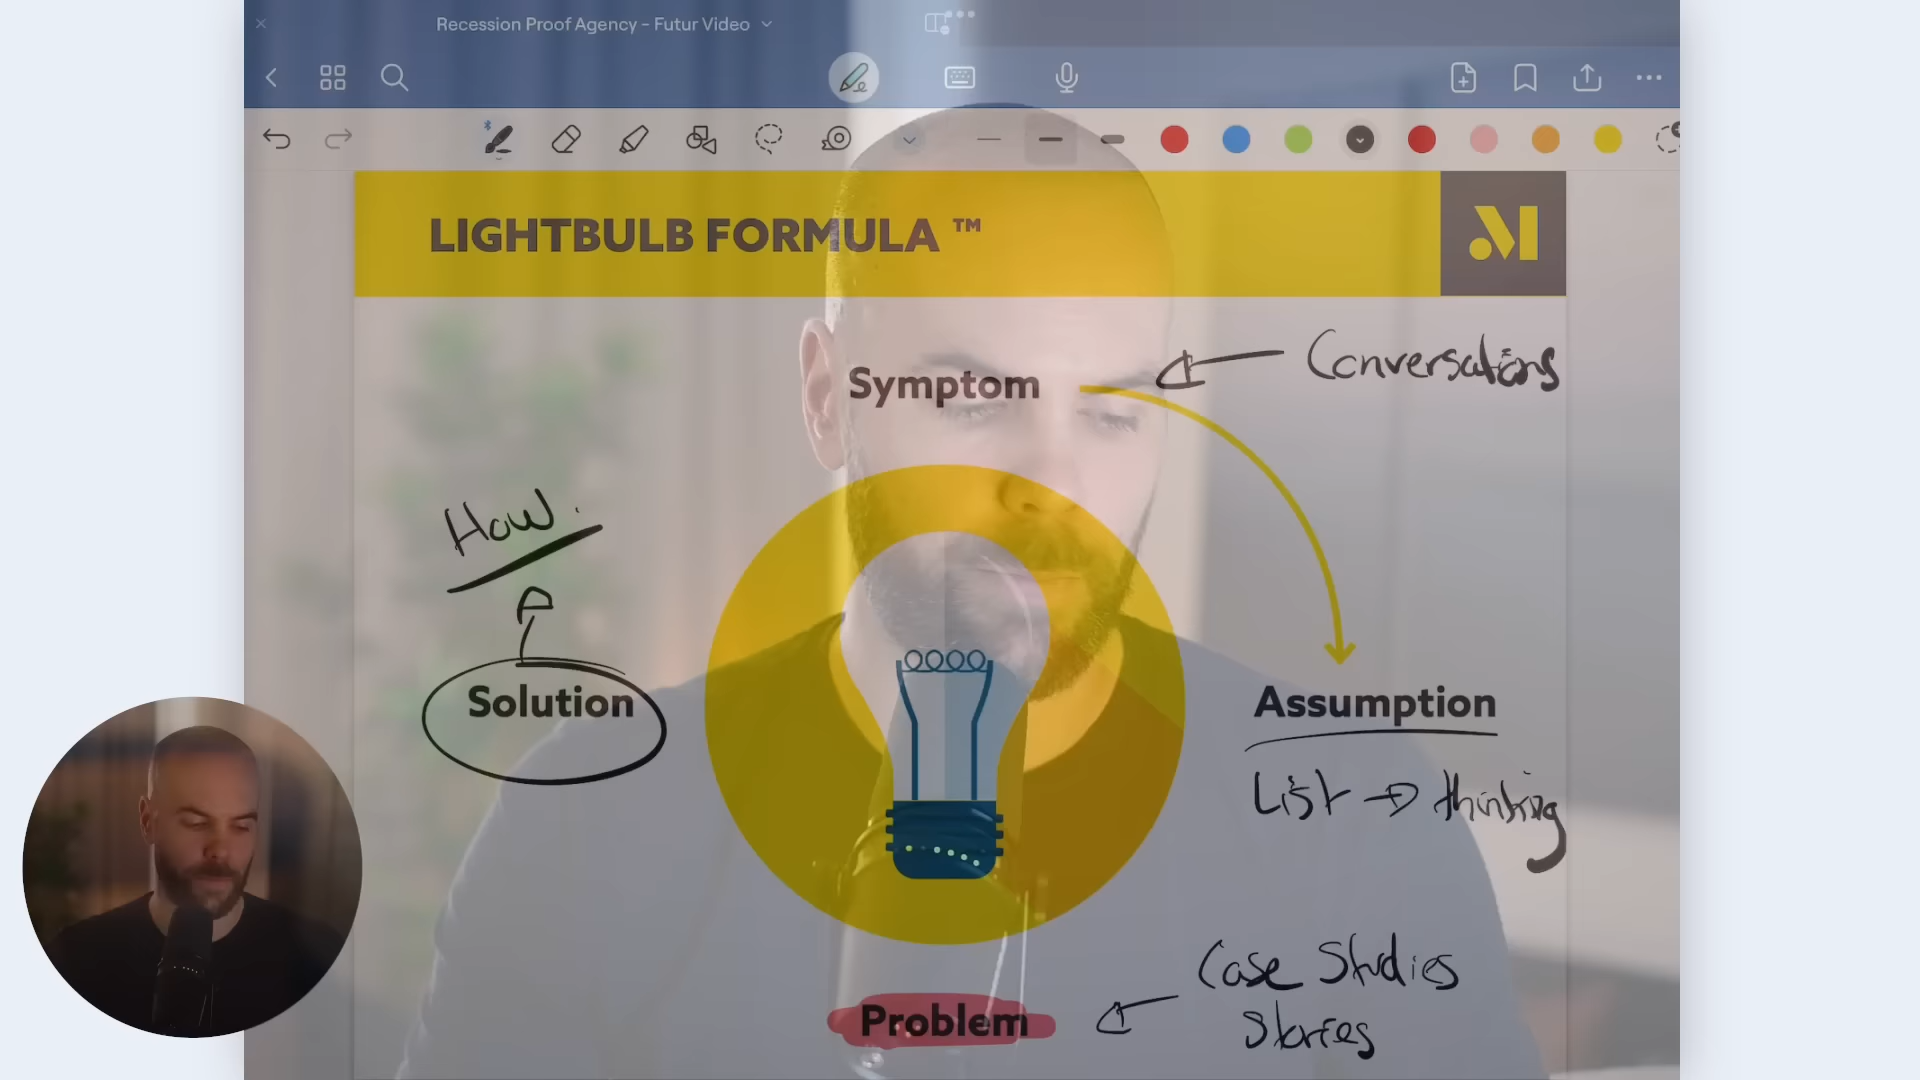 Recession Proof Agency – Futur Video
LIGHTBULB FORMULA ™
Symptom
Conversations
How.
Solution
Assumption
List → thinking
Case Studies
Stories
Problem